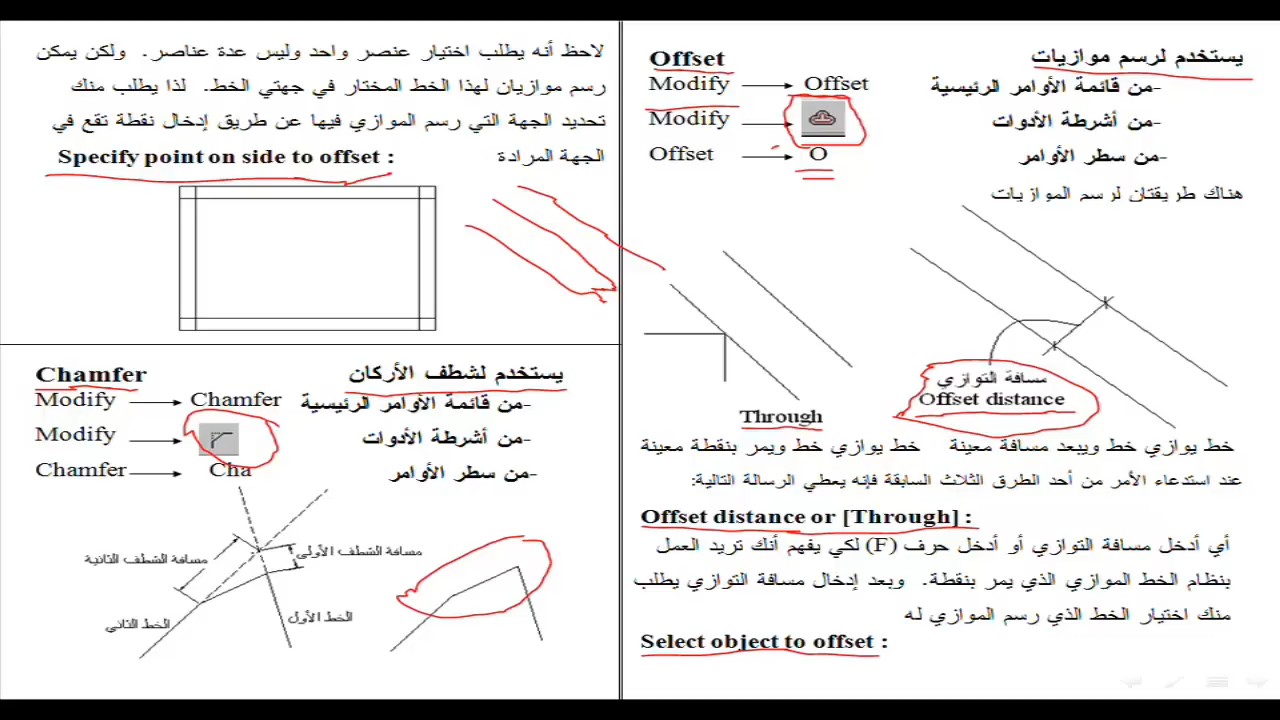 Offset يستخدم لرسم موازيات
Modify Offset -من قائمة الأوامر الرئيسية
Modify -من أشرطة الأدوات
Offset O -من سطر الأوامر
هناك طريقتان لرسم الموازيات
مسافة التوازي
Offset distance
Through
خط يوازي خط ويبعد مسافة معينة خط يوازي خط ويمر بنقطة معينة
عند استدعاء الأمر من أحد الطرق الثلاث السابقة فإنه يعطي الرسالة التالية:
Offset distance or [Through] :
أي أدخل مسافة التوازي أو أدخل حرف (F) لكي يفهم أنك تريد العمل
بنظام الخط الموازي الذي يمر بنقطة. وبعد إدخال مسافة التوازي يطلب
منك اختيار الخط الذي رسم الموازي له
Select object to offset :
لاحظ أنه يطلب اختيار عنصر واحد وليس عدة عناصر. ولكن يمكن
رسم موازيان لهذا الخط المختار في جهتي الخط. لذا يطلب منك
تحديد الجهة التي رسم الموازي فيها عن طريق إدخال نقطة تقع في
الجهة المرادة Specify point on side to offset :
Chamfer يستخدم لشطف الأركان
Modify Chamfer -من قائمة الأوامر الرئيسية
Modify -من أشرطة الأدوات
Chamfer Cha -من سطر الأوامر
مسافة الشطف الأولى
مسافة الشطف الثانية
الخط الأول
الخط الثاني